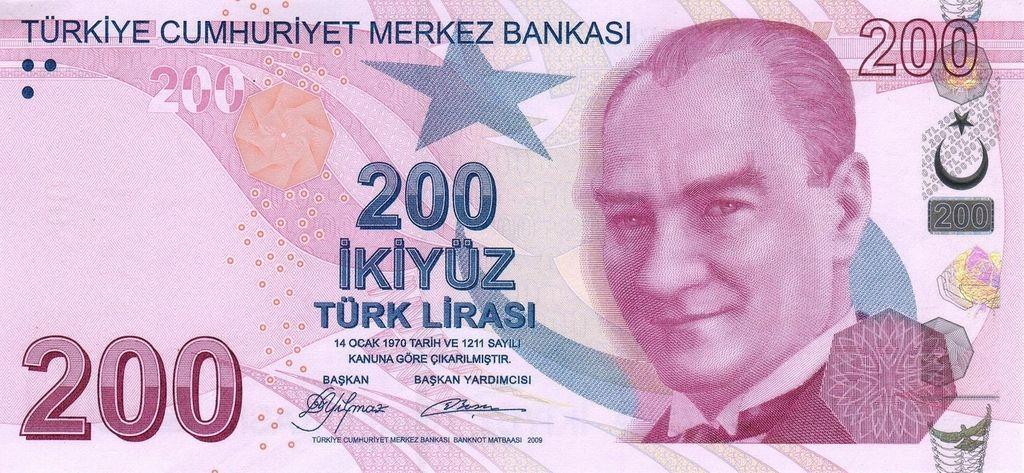 TÜRKİYE CUMHURİYET MERKEZ BANKASI
200
200
200
İKİYÜZ
TÜRK LİRASI
14 OCAK 1970 TARİH VE 1211 SAYILI
KANUNA GÖRE ÇIKARILMIŞTIR.
BAŞKAN BAŞKAN YARDIMCISI
TÜRKİYE CUMHURİYET MERKEZ BANKASI BANKNOT MATBAASI 2009
200
200